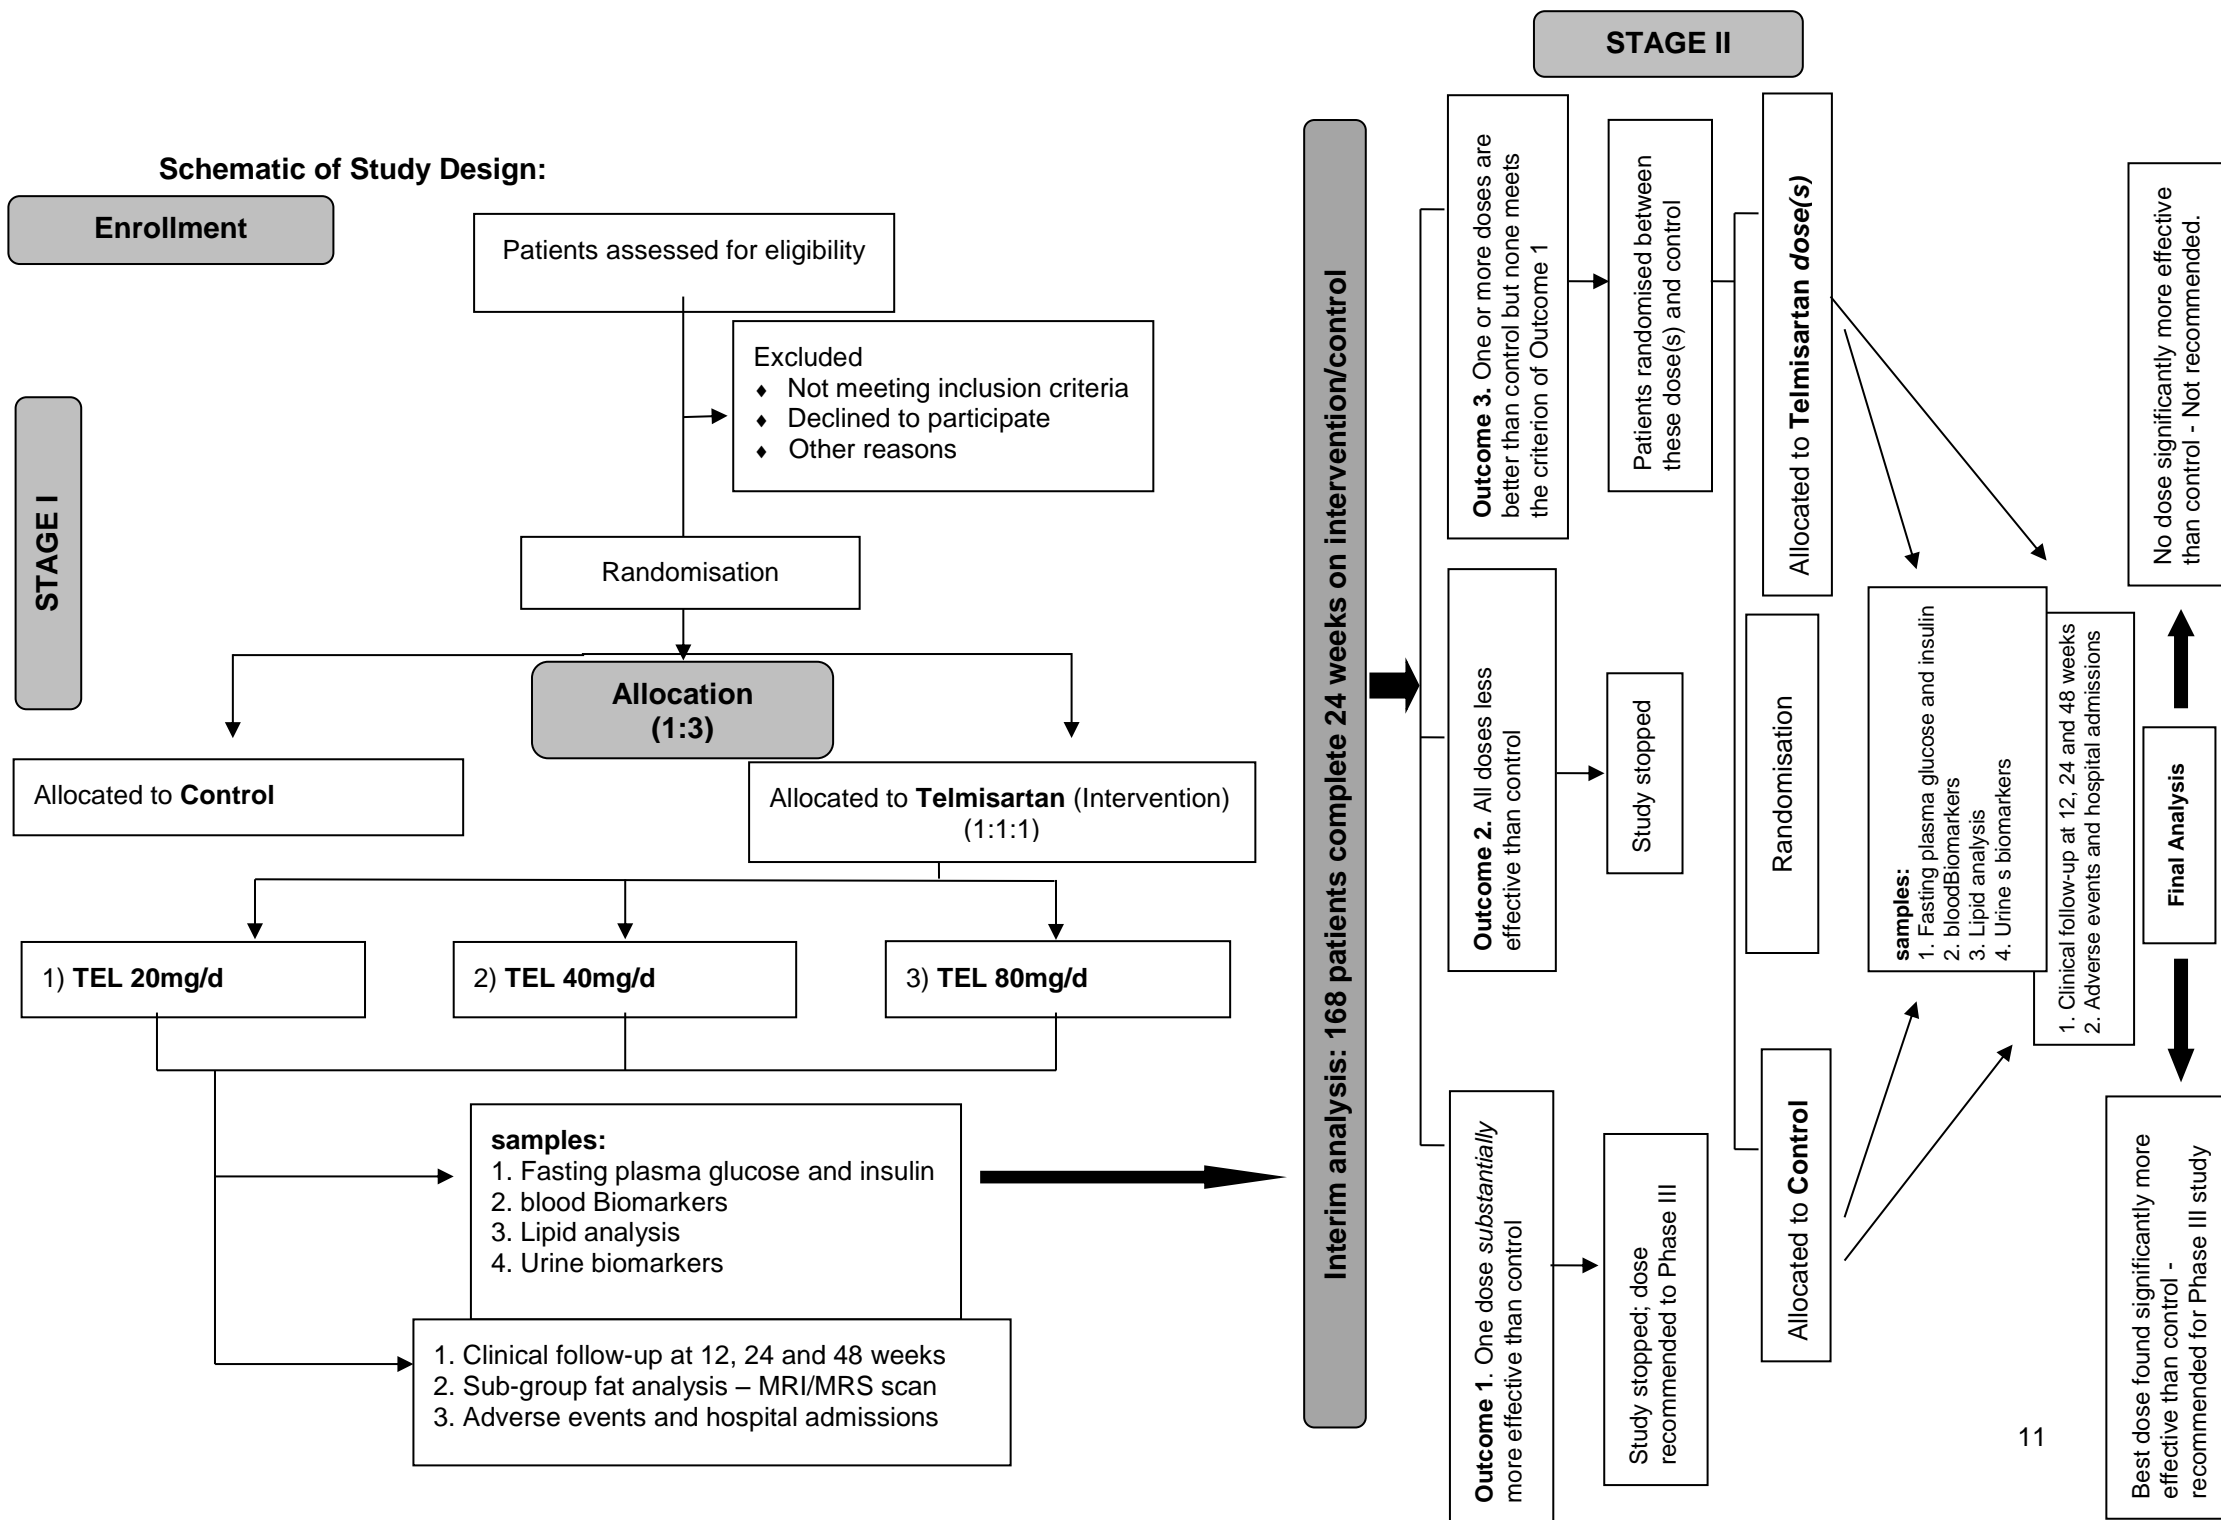 Schematic of Study Design:
Enrollment
Patients assessed for eligibility
Excluded
♦ Not meeting inclusion criteria
♦ Declined to participate
♦ Other reasons
STAGE I
Randomisation
Allocation
(1:3)
Allocated to Control
Allocated to Telmisartan (Intervention)
(1:1:1)
1) TEL 20mg/d
2) TEL 40mg/d
3) TEL 80mg/d
samples:
1. Fasting plasma glucose and insulin
2. blood Biomarkers
3. Lipid analysis
4. Urine biomarkers
1. Clinical follow-up at 12, 24 and 48 weeks
2. Sub-group fat analysis – MRI/MRS scan
3. Adverse events and hospital admissions
Interim analysis: 168 patients complete 24 weeks on intervention/control
STAGE II
Outcome 3. One or more doses are
better than control but none meets
the criterion of Outcome 1
Patients randomised between
these dose(s) and control
Outcome 2. All doses less
effective than control
Study stopped
Outcome 1. One dose substantially
more effective than control
Study stopped; dose
recommended to Phase III
Allocated to Telmisartan dose(s)
Randomisation
Allocated to Control
samples:
1. Fasting plasma glucose and insulin
2. bloodBiomarkers
3. Lipid analysis
4. Urine s biomarkers
1. Clinical follow-up at 12, 24 and 48 weeks
2. Adverse events and hospital admissions
No dose significantly more effective
than control - Not recommended.
Final Analysis
Best dose found significantly more
effective than control -
recommended for Phase III study
11